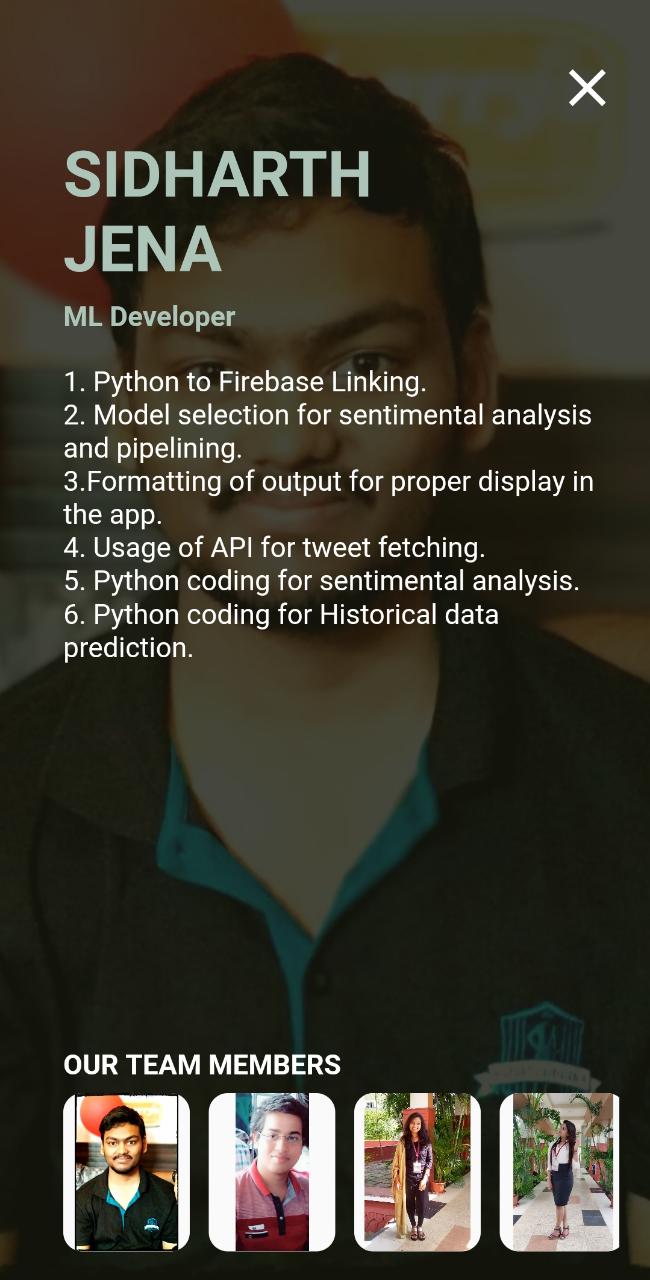 SIDHARTH
JENA
ML Developer
1. Python to Firebase Linking.
2. Model selection for sentimental analysis
and pipelining.
3.Formatting of output for proper display in
the app.
4. Usage of API for tweet fetching.
5. Python coding for sentimental analysis.
6. Python coding for Historical data
prediction.
OUR TEAM MEMBERS